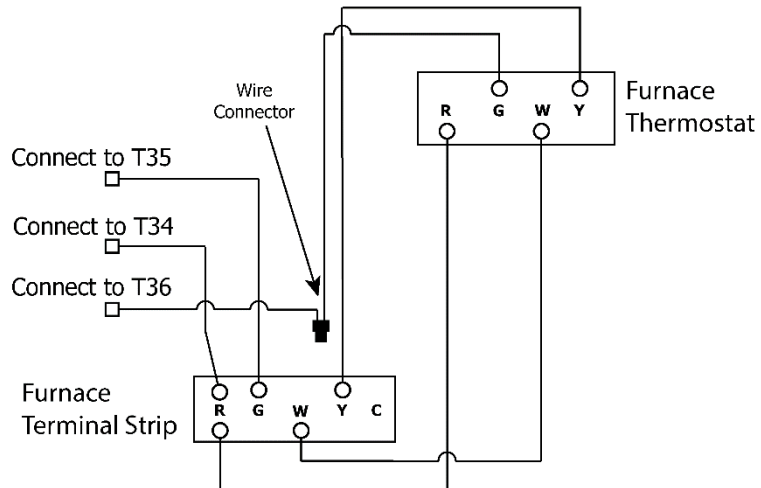 Wire
Connector
Furnace
Thermostat
R G W Y
Connect to T35
Connect to T34
Connect to T36
Furnace
Terminal Strip
R G W Y C